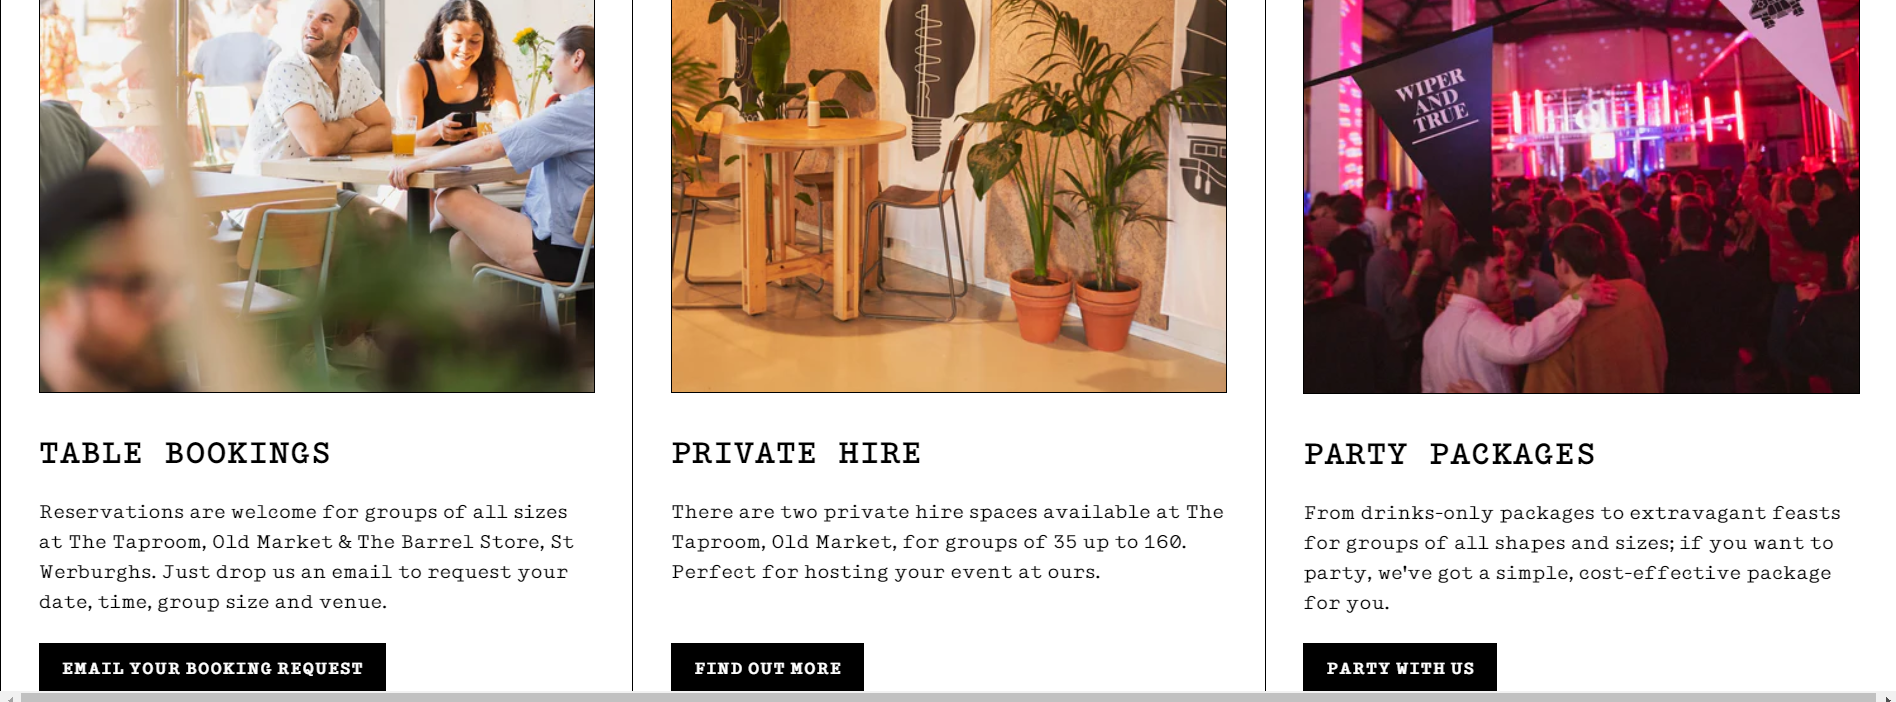 WIPER
AND
TRUE
TABLE BOOKINGS
Reservations are welcome for groups of all sizes
at The Taproom, Old Market & The Barrel Store, St
Werburghs. Just drop us an email to request your
date, time, group size and venue.
EMAIL YOUR BOOKING REQUEST
PRIVATE HIRE
There are two private hire spaces available at The
Taproom, Old Market, for groups of 35 up to 160.
Perfect for hosting your event at ours.
FIND OUT MORE
PARTY PACKAGES
From drinks-only packages to extravagant feasts
for groups of all shapes and sizes; if you want to
party, we've got a simple, cost-effective package
for you.
PARTY WITH US